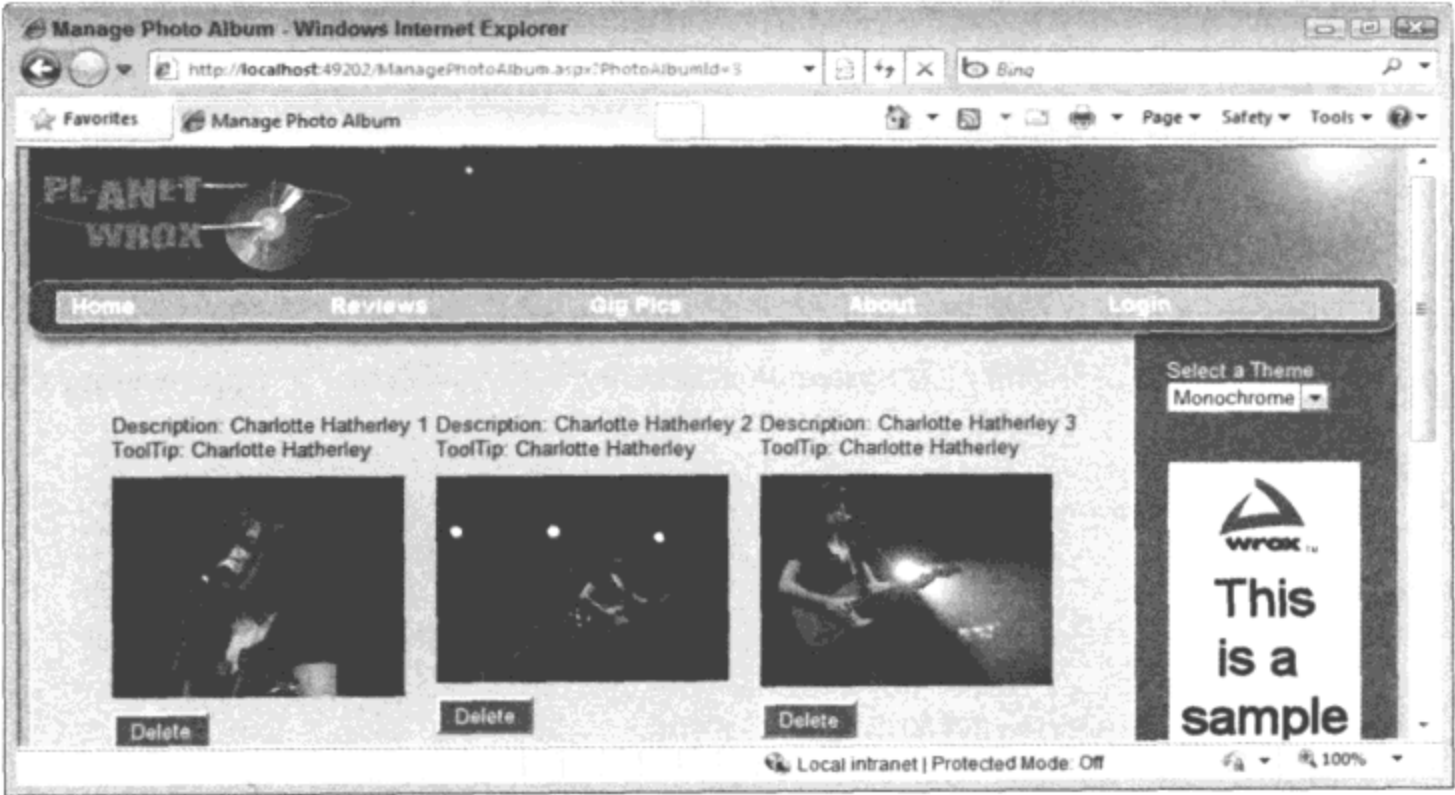 Manage Photo Album - Windows Internet Explorer
http://localhost:49202/ManagePhotoAlbum.aspx?PhotoAlbumId=3
Bing
Favorites
Manage Photo Album
Page
Safety
Tools
PLANET
WROX
Home Reviews Gig Pics About Login
Select a Theme
Monochrome
Description: Charlotte Hatherley 1 Description: Charlotte Hatherley 2 Description: Charlotte Hatherley 3
ToolTip: Charlotte Hatherley ToolTip: Charlotte Hatherley ToolTip: Charlotte Hatherley
wrox™
This
is a
sample
Delete Delete Delete
Local intranet | Protected Mode: Off
100%